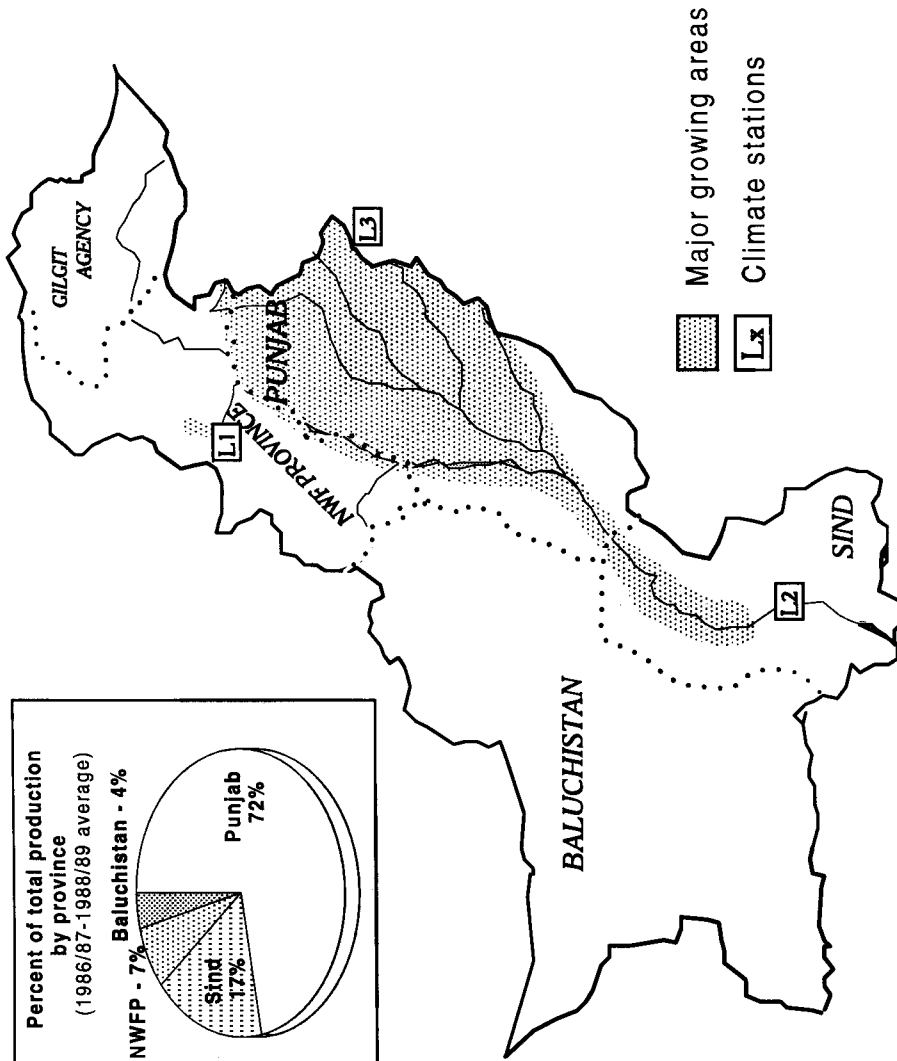 Percent of total production
by province
(1986/87-1988/89 average)
NWFP - 7%
Baluchistan - 4%
Punjab
72%
Sind
17%
GILGIT
AGENCY
L1
NWF PROVINCE
PUNJAB
L3
BALUCHISTAN
L2
SIND
Major growing areas
Lx
Climate stations